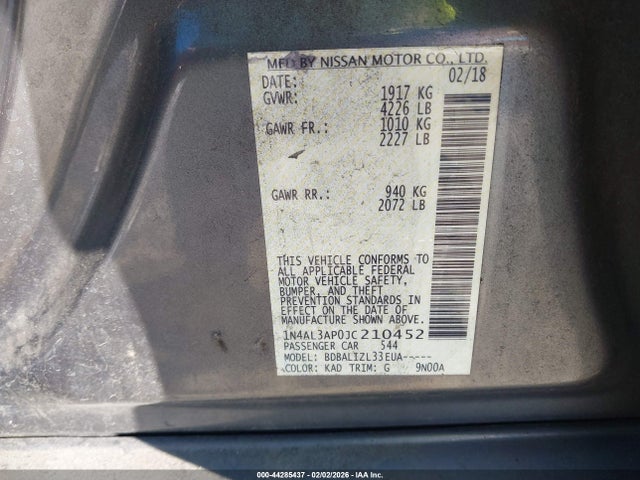 MFD BY NISSAN MOTOR CO., LTD.
DATE: 02/18
GVWR: 1917 KG
4226 LB
GAWR FR.: 1010 KG
2227 LB
GAWR RR.: 940 KG
2072 LB
THIS VEHICLE CONFORMS TO
ALL APPLICABLE FEDERAL
MOTOR VEHICLE SAFETY,
BUMPER, AND THEFT
PREVENTION STANDARDS IN
EFFECT ON THE DATE OF
MANUFACTURE SHOWN ABOVE.
1N4AL3AP0JC210452
PASSENGER CAR 544
MODEL: BDBALIZL33EUA-----
COLOR: KAD TRIM: G 9N00A
000-44285437 - 02/02/2026 - IAA Inc.